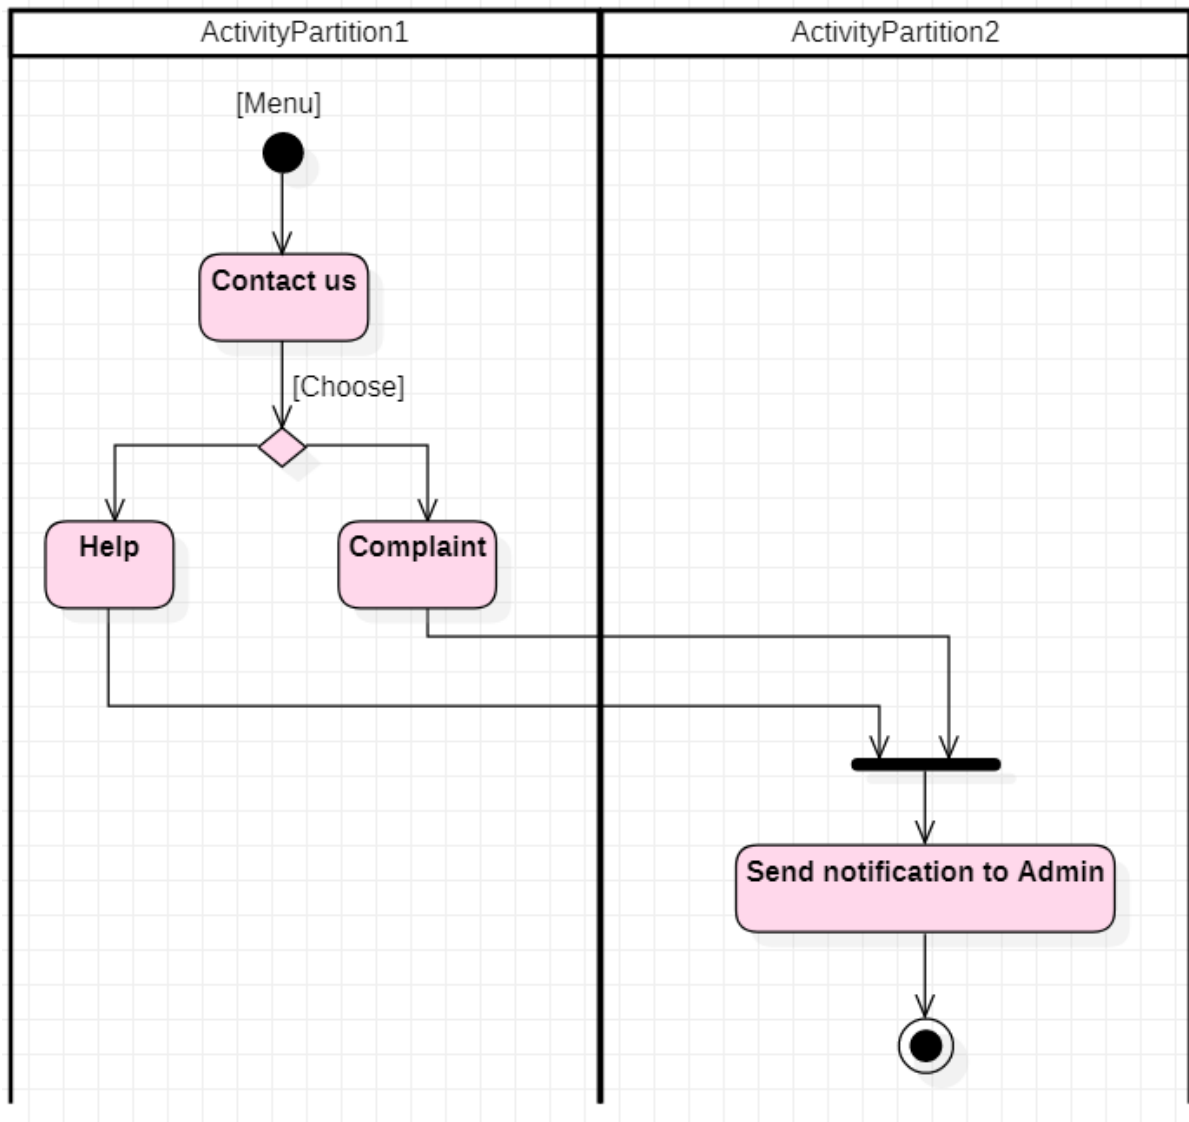 ActivityPartition1
ActivityPartition2
[Menu]
Contact us
[Choose]
Help
Complaint
Send notification to Admin